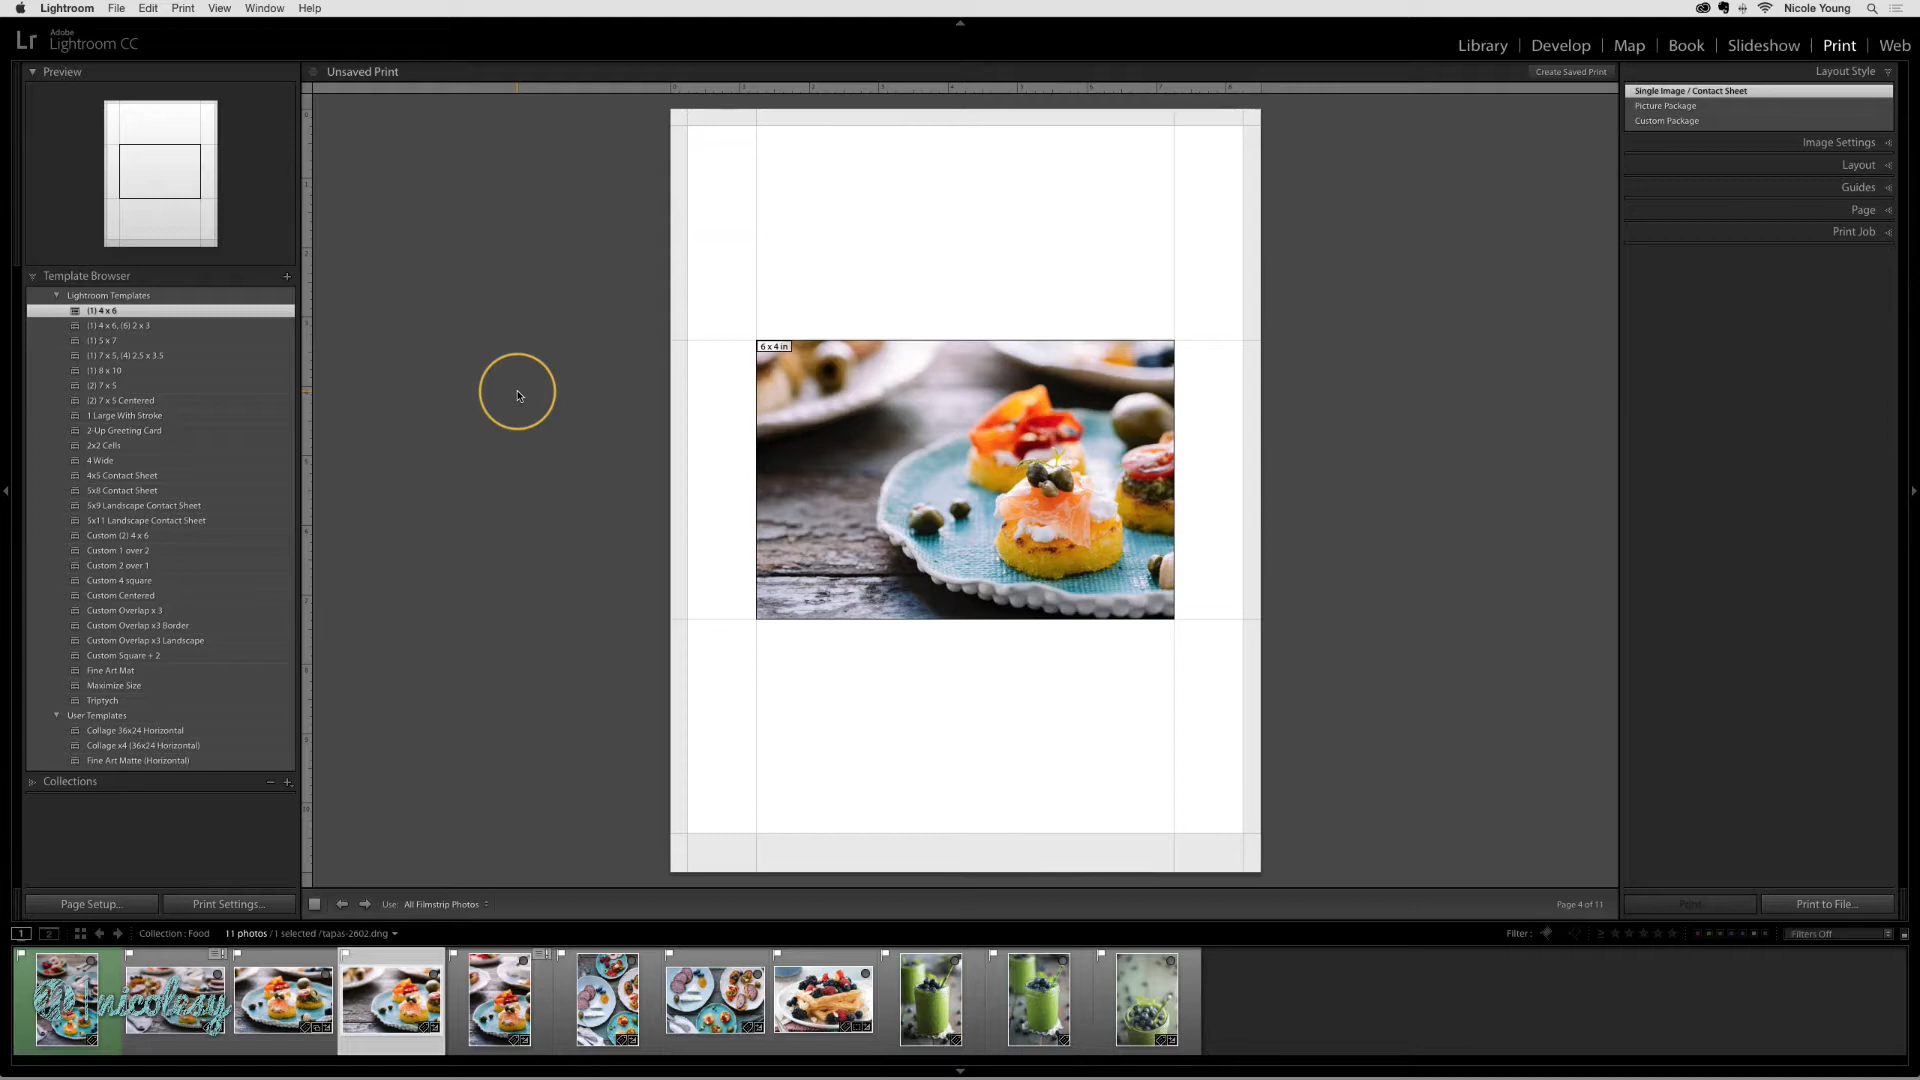 Lightroom File Edit Print View Window Help Nicole Young
Lr Adobe Lightroom CC
Library Develop Map Book Slideshow Print Web
Preview
Unsaved Print
Create Saved Print
Layout Style
Single Image / Contact Sheet
Picture Package
Custom Package
Image Settings
Layout
Guides
Page
Print Job
Template Browser
Lightroom Templates
(1) 4 x 6
(1) 4 x 6, (6) 2 x 3
(1) 5 x 7
(1) 7 x 5, (4) 2.5 x 3.5
(1) 8 x 10
(2) 7 x 5
(2) 7 x 5 Centered
1 Large With Stroke
2-Up Greeting Card
2x2 Cells
4 Wide
4x5 Contact Sheet
5x8 Contact Sheet
5x9 Landscape Contact Sheet
5x11 Landscape Contact Sheet
Custom (2) 4 x 6
Custom 1 over 2
Custom 2 over 1
Custom 4 square
Custom Centered
Custom Overlap x 3
Custom Overlap x3 Border
Custom Overlap x3 Landscape
Custom Square + 2
Fine Art Mat
Maximize Size
Triptych
User Templates
Collage 36x24 Horizontal
Collage x4 (36x24 Horizontal)
Fine Art Matte (Horizontal)
6 x 4 in
Collections
Page Setup...
Print Settings...
Use: All Filmstrip Photos
Page 4 of 11
Print
Print to File...
1 2 Collection : Food 11 photos / 1 selected / tapas-2602.dng
Filter : Filters Off
@nicolesy